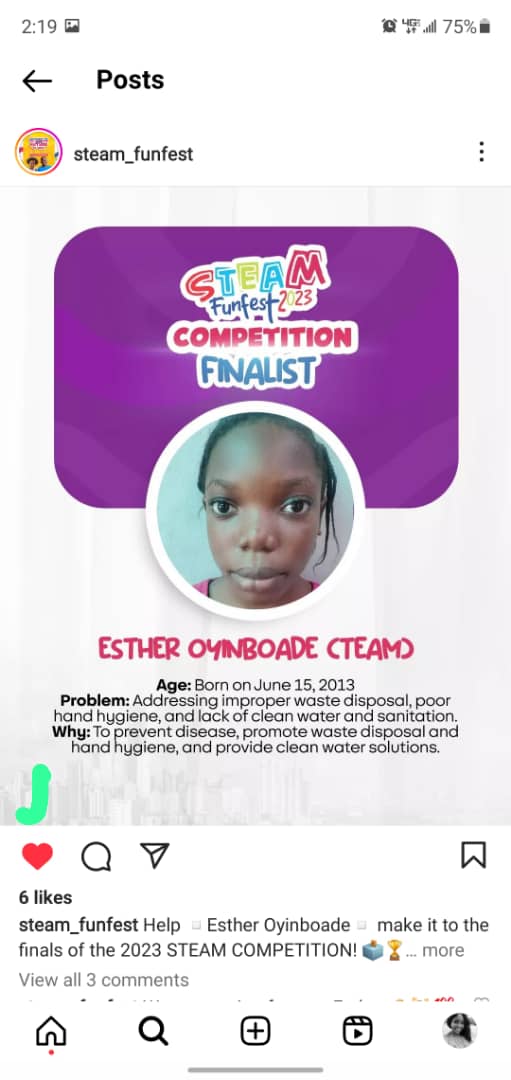 2:19
4GE
75%
Posts
steam_funfest
STEAM
Funfest2023
COMPETITION
FINALIST
ESTHER OYINBOADE (TEAM)
Age: Born on June 15, 2013
Problem: Addressing improper waste disposal, poor
hand hygiene, and lack of clean water and sanitation.
Why: To prevent disease, promote waste disposal and
hand hygiene, and provide clean water solutions.
J
6 likes
steam_funfest Help ▫️Esther Oyinboade▫️ make it to the
finals of the 2023 STEAM COMPETITION! 🗳️🏆... more
View all 3 comments